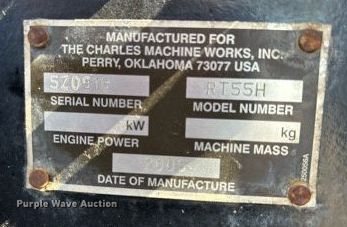 MANUFACTURED FOR
THE CHARLES MACHINE WORKS, INC.
PERRY, OKLAHOMA 73077 USA
RT55H
SERIAL NUMBER MODEL NUMBER
kW kg
ENGINE POWER MACHINE MASS
DATE OF MANUFACTURE
Purple Wave Auction